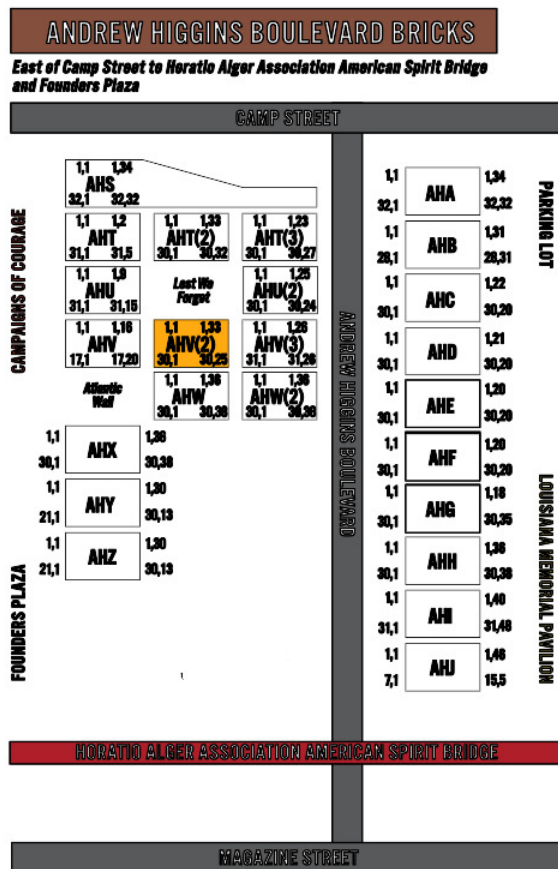 ANDREW HIGGINS BOULEVARD BRICKS
East of Camp Street to Horatio Alger Association American Spirit Bridge
and Founders Plaza
CAMP STREET
CAMPAIGNS OF COURAGE
FOUNDERS PLAZA
1,1 1,34
AHS
32,1 32,32
1,1 1,2
AHT
31,1 31,5
1,1 1,33
AHT(2)
30,1 30,32
1,1 1,23
AHT(3)
30,1 30,27
1,1 1,9
AHU
31,1 31,15
Lest We
Forget
1,1 1,25
AHU(2)
30,1 30,24
1,1 1,16
AHV
17,1 17,20
1,1 1,33
AHV(2)
30,1 30,25
1,1 1,26
AHV(3)
31,1 31,26
Atlantic
Wall
1,1 1,36
AHW
30,1 30,38
1,1 1,36
AHW(2)
30,1 30,38
1,1 1,36
AHX
30,1 30,38
1,1 1,30
AHY
21,1 30,13
1,1 1,30
AHZ
21,1 30,13
ANDREW HIGGINS BOULEVARD
1,1 1,34
AHA
32,1 32,32
1,1 1,31
AHB
28,1 28,31
1,1 1,22
AHC
30,1 30,20
1,1 1,21
AHD
30,1 30,20
1,1 1,20
AHE
30,1 30,20
1,1 1,20
AHF
30,1 30,20
1,1 1,18
AHG
30,1 30,35
1,1 1,36
AHH
30,1 30,38
1,1 1,40
AHI
31,1 31,48
1,1 1,46
AHJ
7,1 15,5
PARKING LOT
LOUISIANA MEMORIAL PAVILION
HORATIO ALGER ASSOCIATION AMERICAN SPIRIT BRIDGE
MAGAZINE STREET